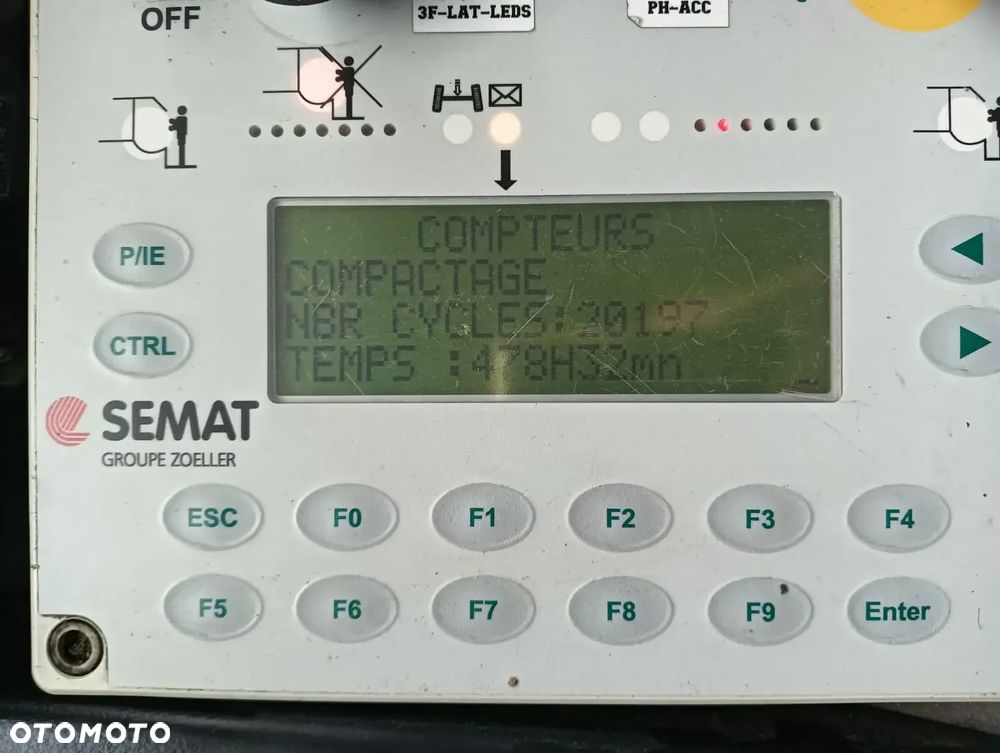 OFF
3F-LAT-LEDS
PH-ACC
COMPTEURS
COMPACTAGE
NBR CYCLES:30197
TEMPS :478H32mn
P/IE
CTRL
SEMAT
GROUPE ZOELLER
ESC F0 F1 F2 F3 F4
F5 F6 F7 F8 F9 Enter
OTOMOTO